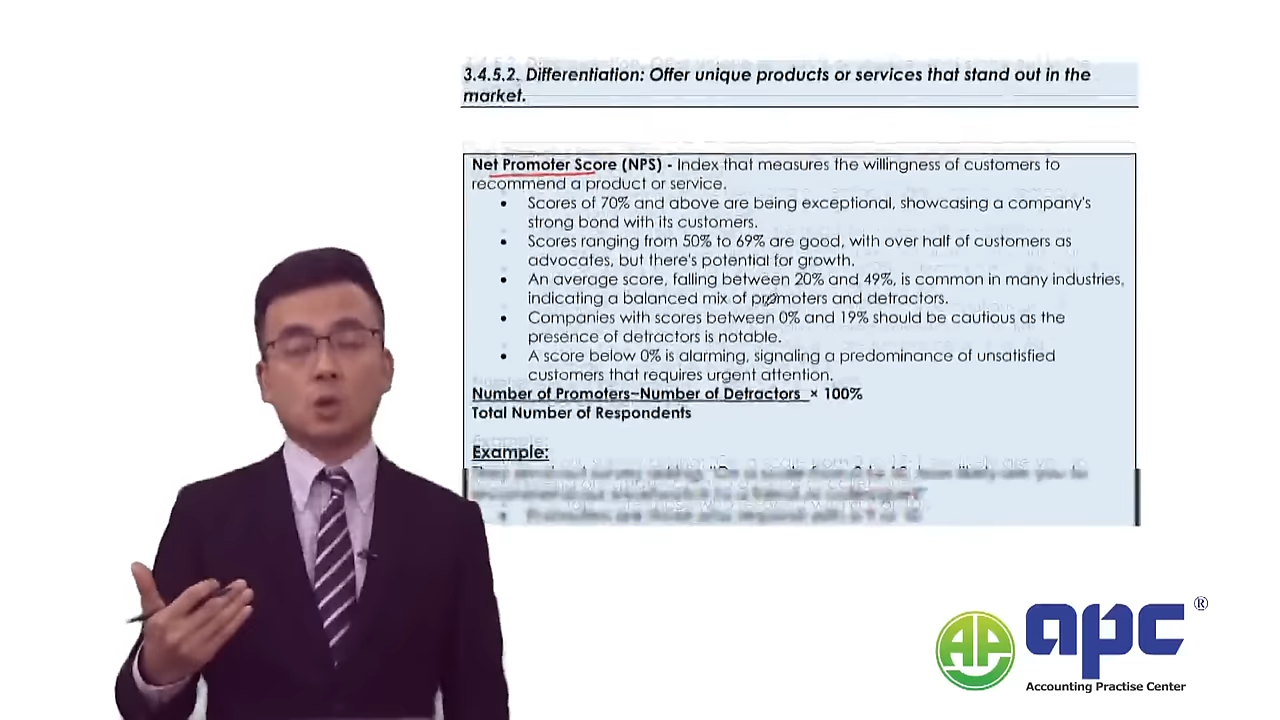 3.4.5.2. Differentiation: Offer unique products or services that stand out in the
market.
Net Promoter Score (NPS) - Index that measures the willingness of customers to
recommend a product or service.
• Scores of 70% and above are being exceptional, showcasing a company's
strong bond with its customers.
• Scores ranging from 50% to 69% are good, with over half of customers as
advocates, but there's potential for growth.
• An average score, falling between 20% and 49%, is common in many industries,
indicating a balanced mix of promoters and detractors.
• Companies with scores between 0% and 19% should be cautious as the
presence of detractors is notable.
• A score below 0% is alarming, signaling a predominance of unsatisfied
customers that requires urgent attention.
Number of Promoters−Number of Detractors × 100%
Total Number of Respondents
Example:
AP apc ®
Accounting Practise Center